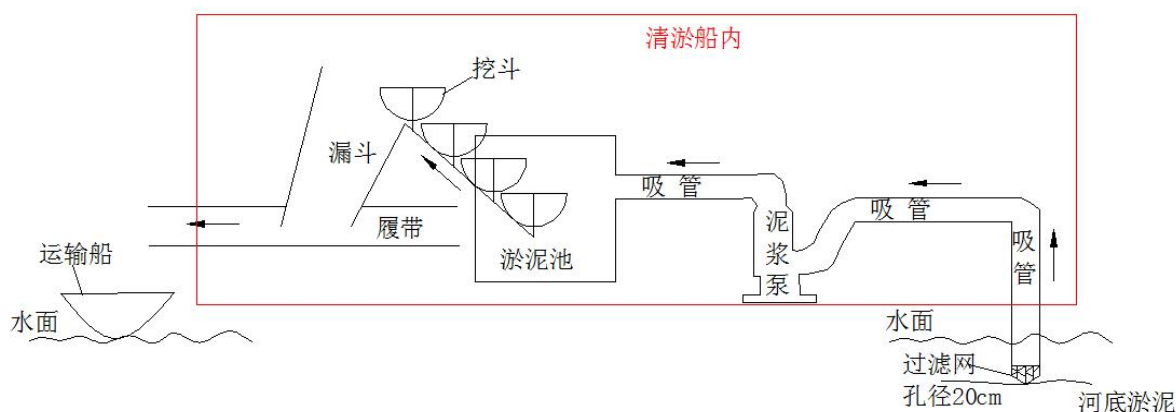 清淤船内
挖斗
漏斗
吸 管
吸 管
泥浆泵
吸管
履带
淤泥池
运输船
水面
水面
过滤网
孔径20cm
河底淤泥